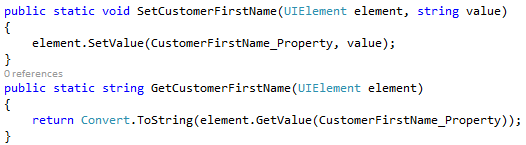 public static void SetCustomerFirstName(UIElement element, string value)
{
    element.SetValue(CustomerFirstName_Property, value);
}
0 references
public static string GetCustomerFirstName(UIElement element)
{
    return Convert.ToString(element.GetValue(CustomerFirstName_Property));
}